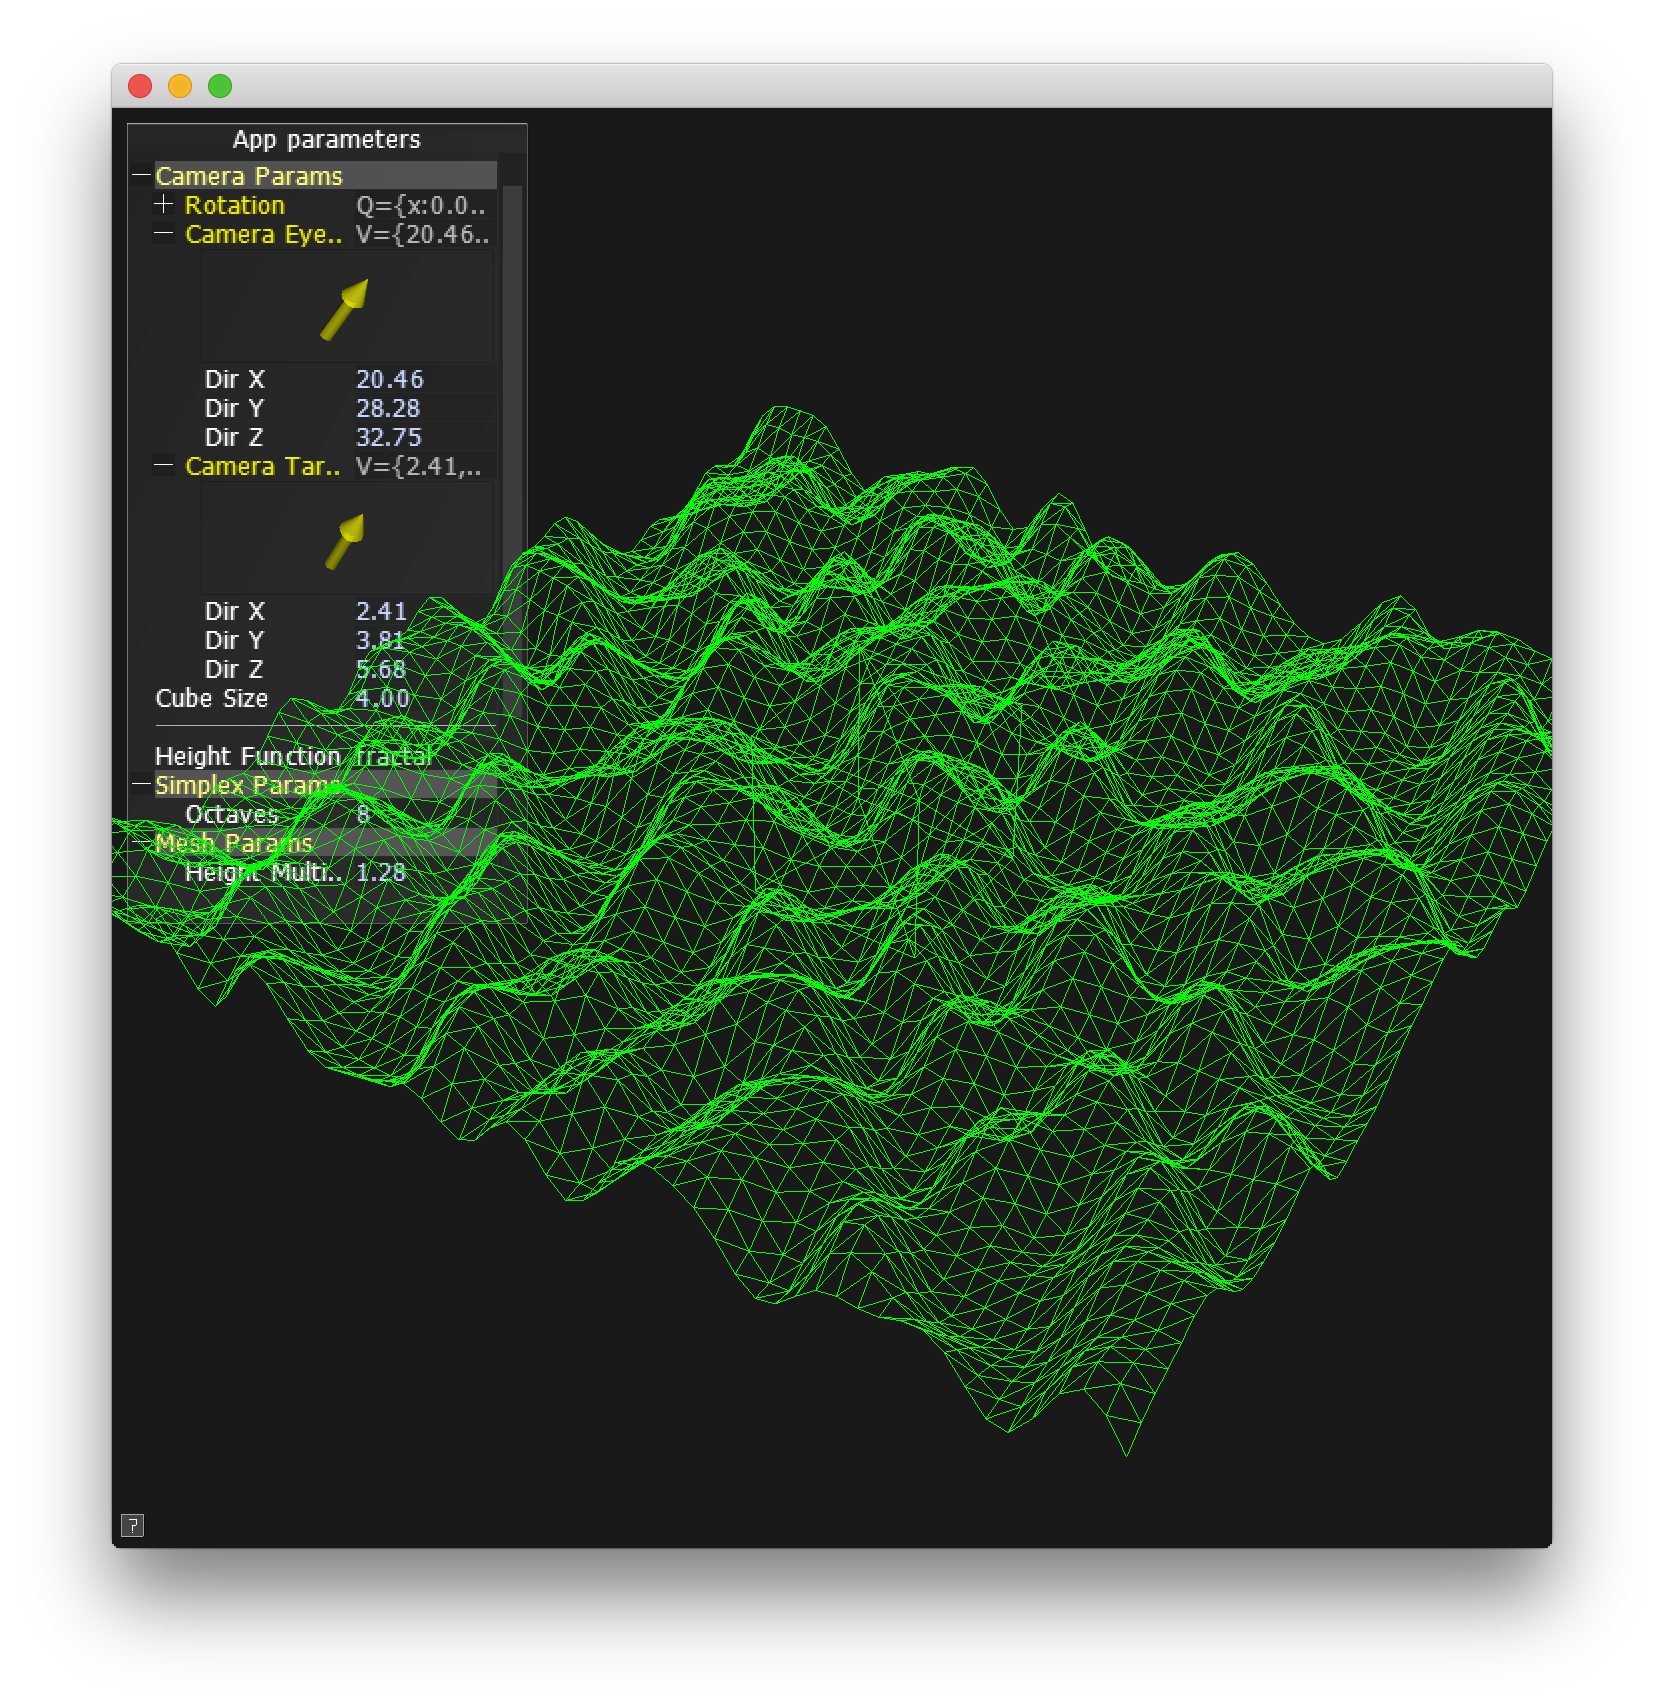 App parameters
Camera Params
Rotation Q={x:0.0..
Camera Eye.. V={20.46..
Dir X 20.46
Dir Y 28.28
Dir Z 32.75
Camera Tar.. V={2.41,..
Dir X 2.41
Dir Y 3.81
Dir Z 5.68
Cube Size 4.00
Height Function fractal
Simplex Params
Octaves 8
Mesh Params
Height Multi.. 1.28
?